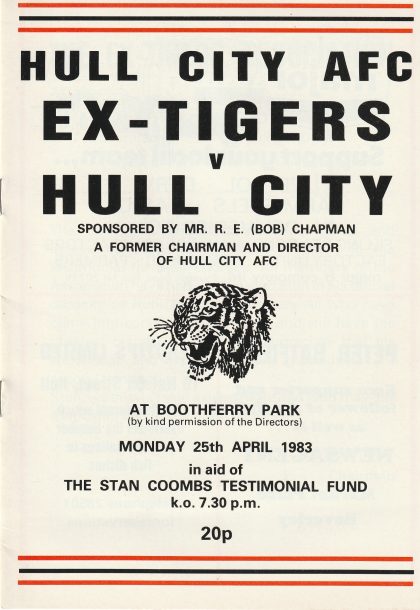 HULL CITY AFC
EX-TIGERS
v
HULL CITY
SPONSORED BY MR. R. E. (BOB) CHAPMAN
A FORMER CHAIRMAN AND DIRECTOR
OF HULL CITY AFC
AT BOOTHFERRY PARK
(by kind permission of the Directors)
MONDAY 25th APRIL 1983
in aid of
THE STAN COOMBS TESTIMONIAL FUND
k.o. 7.30 p.m.
20p